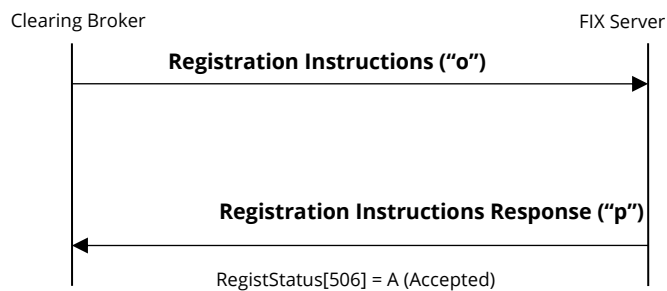 Clearing Broker
FIX Server
Registration Instructions (“o”)
Registration Instructions Response (“p”)
RegistStatus[506] = A (Accepted)